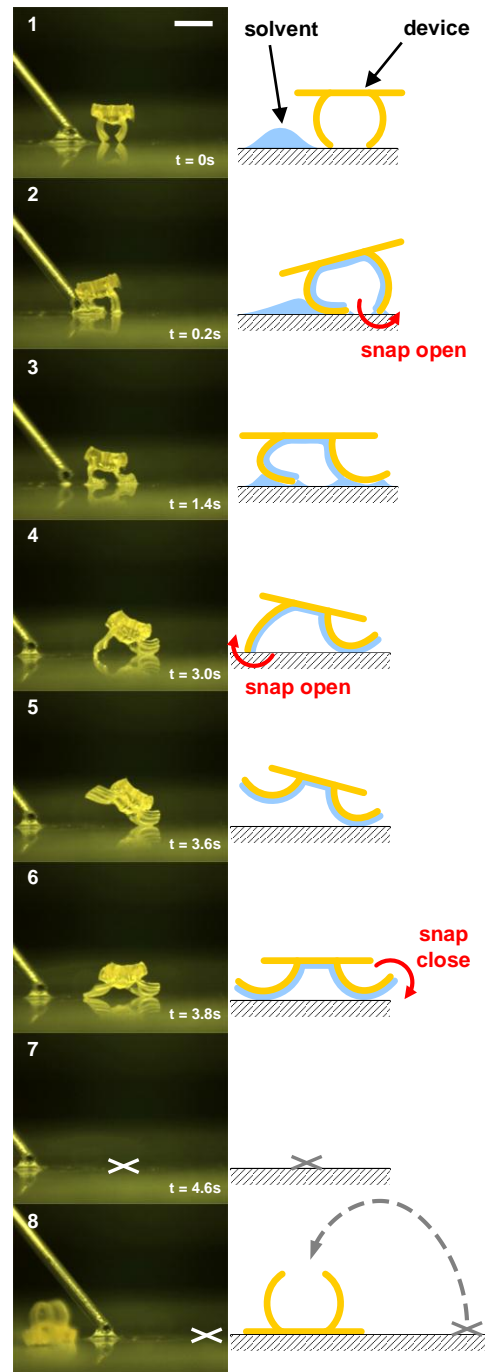 1
solvent
device
t = 0s
2
t = 0.2s
snap open
3
t = 1.4s
4
t = 3.0s
snap open
5
t = 3.6s
6
snap
close
t = 3.8s
7
t = 4.6s
8